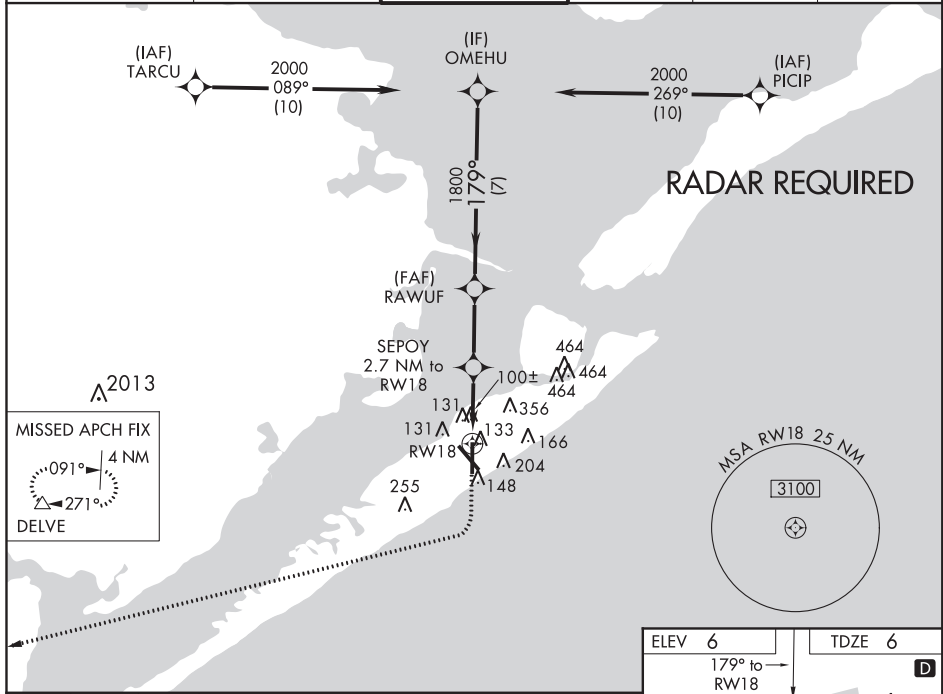 (IAF)
TARCU
2000
089°
(10)
(IF)
OMEHU
2000
269°
(10)
(IAF)
PICIP
1800
179°
(7)
RADAR REQUIRED
(FAF)
RAWUF
SEPOY
2.7 NM to
RW18
464
464
464
100±
2013
131
356
131
133
166
RW18
204
148
255
MISSED APCH FIX
4 NM
091°
271°
DELVE
MSA RW18 25 NM
3100
ELEV 6
TDZE 6
179° to
RW18
D